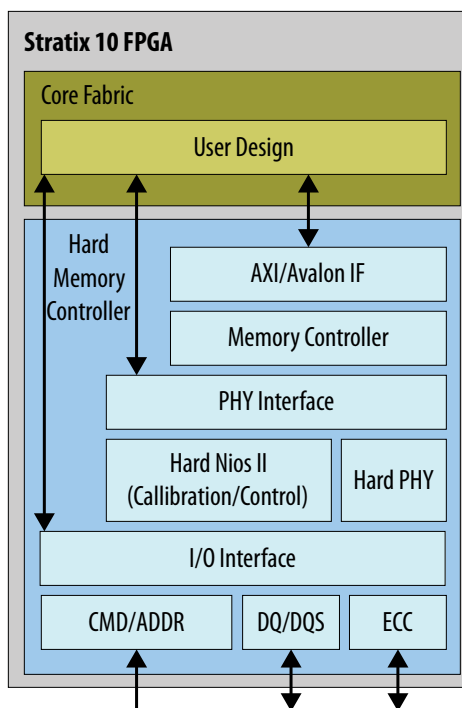 Stratix 10 FPGA
Core Fabric
User Design
Hard
Memory
Controller
AXI/Avalon IF
Memory Controller
PHY Interface
Hard Nios II
(Callibration/Control)
Hard PHY
I/O Interface
CMD/ADDR
DQ/DQS
ECC